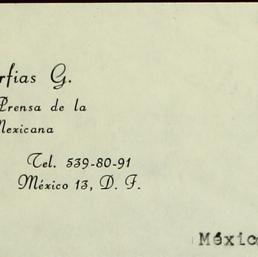 rfias G.
Prensa de la
Mexicana
Tel. 539-80-91
México 13, D. F.
Méxic